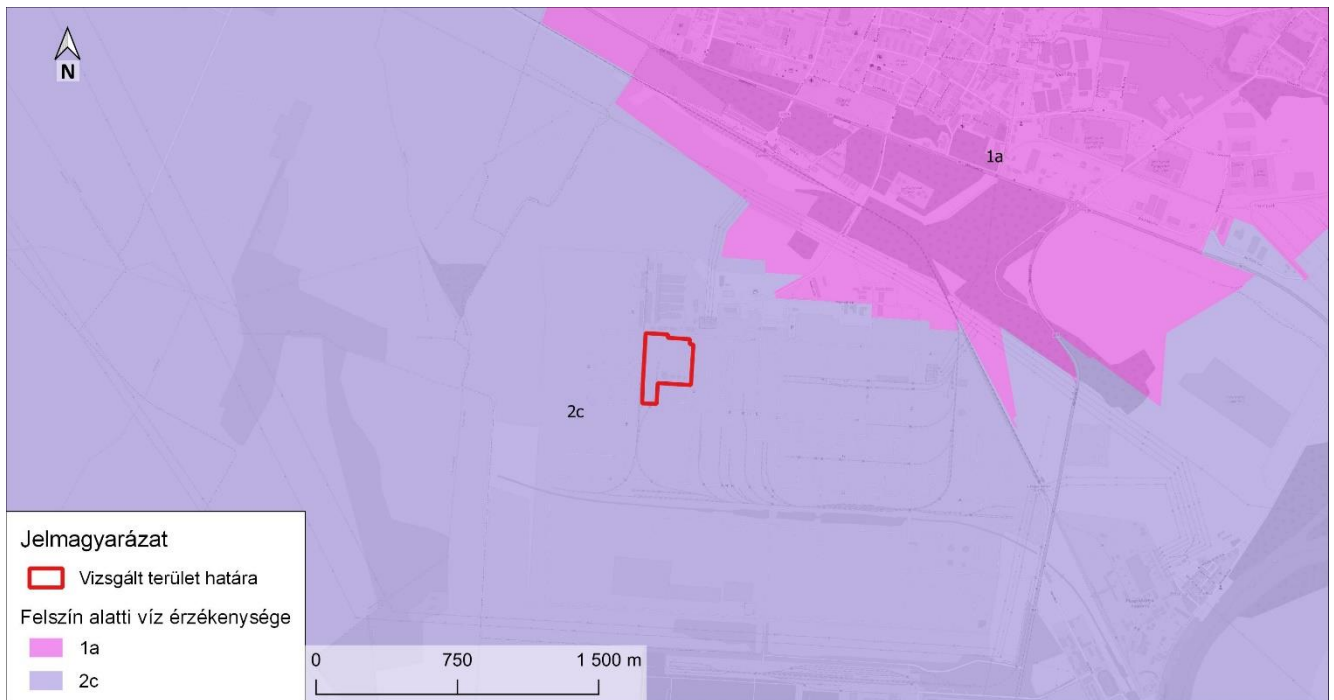 N
1a
2c
Jelmagyarázat
Vizsgált terület határa
Felszín alatti víz érzékenysége
1a
2c
0 750 1 500 m